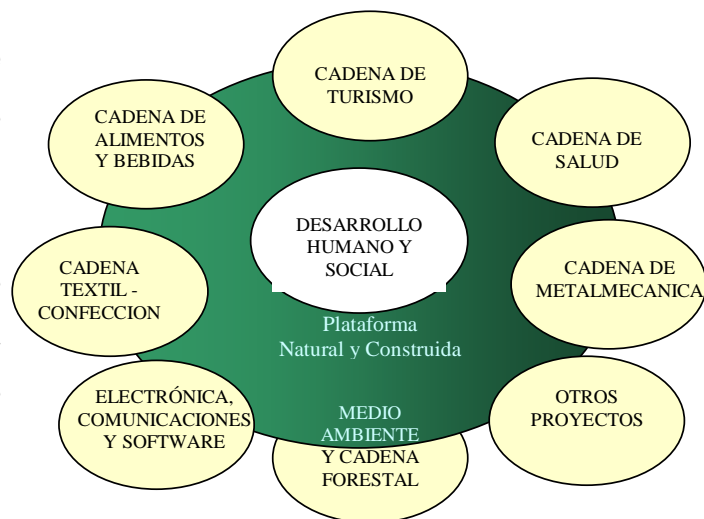 CADENA DE
TURISMO
CADENA DE
ALIMENTOS
Y BEBIDAS
CADENA DE
SALUD
DESARROLLO
HUMANO Y
SOCIAL
CADENA
TEXTIL -
CONFECCION
CADENA DE
METALMECANICA
Plataforma
Natural y Construida
ELECTRÓNICA,
COMUNICACIONES
Y SOFTWARE
MEDIO
AMBIENTE
Y CADENA
FORESTAL
OTROS
PROYECTOS